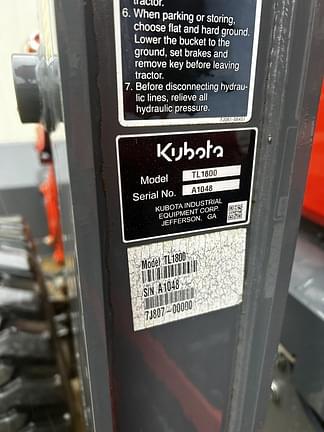 tractor.
6. When parking or storing,
choose flat and hard ground.
Lower the bucket to the
ground, set brakes and
remove key before leaving
tractor.
7. Before disconnecting hydrau-
lic lines, relieve all
hydraulic pressure.
Kubota
Model TL1800
Serial No. A1048
KUBOTA INDUSTRIAL
EQUIPMENT CORP.
JEFFERSON, GA
Model TL1800
S/N A1048
7J807-00000